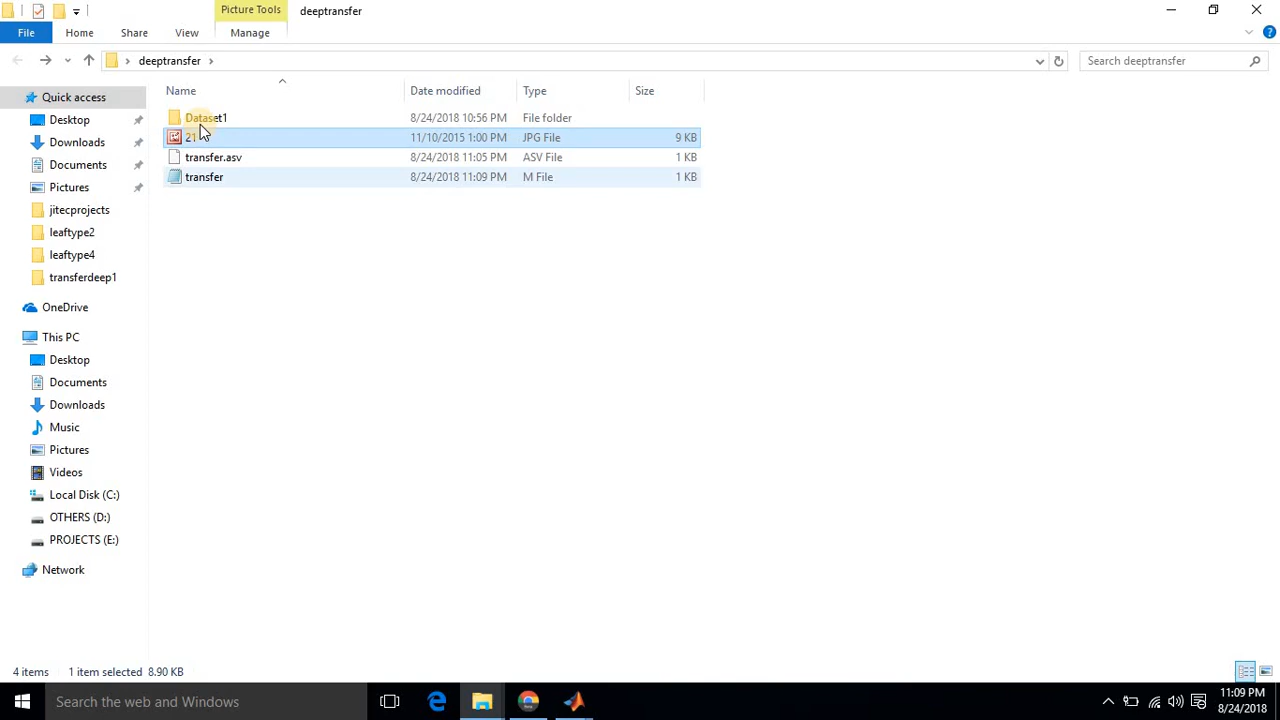 Picture Tools
deeptransfer
File
Home
Share
View
Manage
deeptransfer
Search deeptransfer
Name
Date modified
Type
Size
Quick access
Desktop
Downloads
Documents
Pictures
jitecprojects
leaftype2
leaftype4
transferdeep1
OneDrive
This PC
Desktop
Documents
Downloads
Music
Pictures
Videos
Local Disk (C:)
OTHERS (D:)
PROJECTS (E:)
Network
Dataset1 8/24/2018 10:56 PM File folder
21 11/10/2015 1:00 PM JPG File 9 KB
transfer.asv 8/24/2018 11:05 PM ASV File 1 KB
transfer 8/24/2018 11:09 PM M File 1 KB
4 items 1 item selected 8.90 KB
Search the web and Windows
11:09 PM
8/24/2018